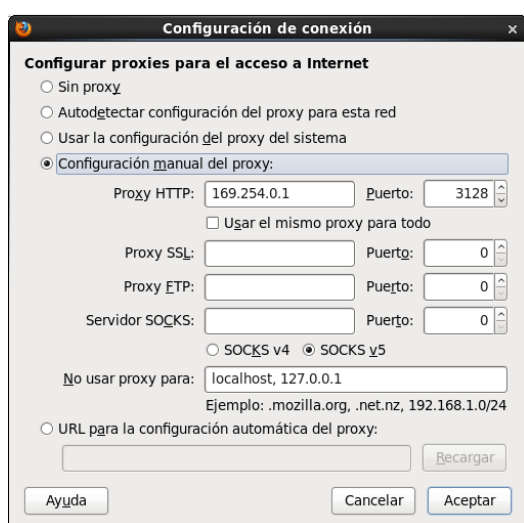 Configuración de conexión
Configurar proxies para el acceso a Internet
Sin proxy
Autodetectar configuración del proxy para esta red
Usar la configuración del proxy del sistema
Configuración manual del proxy:
Proxy HTTP: 169.254.0.1 Puerto: 3128
Usar el mismo proxy para todo
Proxy SSL: Puerto: 0
Proxy FTP: Puerto: 0
Servidor SOCKS: Puerto: 0
SOCKS v4 SOCKS v5
No usar proxy para: localhost, 127.0.0.1
Ejemplo: .mozilla.org, .net.nz, 192.168.1.0/24
URL para la configuración automática del proxy:
Recargar
Ayuda Cancelar Aceptar